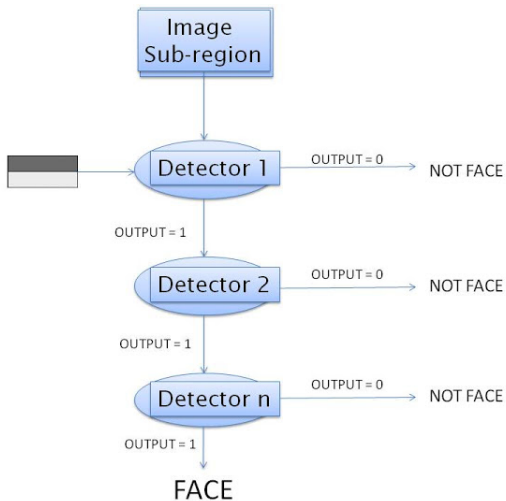 Image
Sub-region
Detector 1
OUTPUT = 0
NOT FACE
OUTPUT = 1
Detector 2
OUTPUT = 0
NOT FACE
OUTPUT = 1
Detector n
OUTPUT = 0
NOT FACE
OUTPUT = 1
FACE